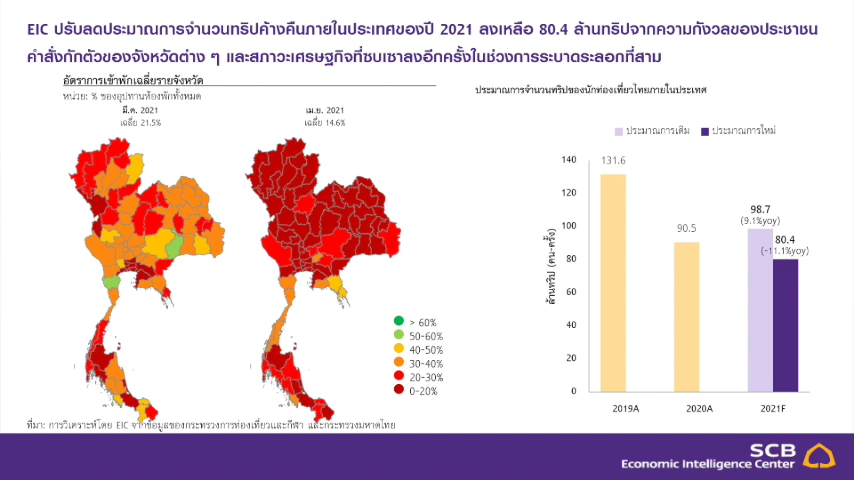 EIC ปรับลดประมาณการจำนวนทริปค้างคืนภายในประเทศของปี 2021 ลงเหลือ 80.4 ล้านทริปจากความกังวลของประชาชน
คำสั่งกักตัวของจังหวัดต่าง ๆ และสภาวะเศรษฐกิจที่ซบเซาลงอีกครั้งในช่วงการระบาดระลอกที่สาม
อัตราการเข้าพักเฉลี่ยรายจังหวัด
หน่วย: % ของอุปทานห้องพักทั้งหมด
มี.ค. 2021
เฉลี่ย 21.5%
เม.ย. 2021
เฉลี่ย 14.6%
> 60%
50-60%
40-50%
30-40%
20-30%
0-20%
ประมาณการจำนวนทริปของนักท่องเที่ยวไทยภายในประเทศ
ประมาณการเดิม
ประมาณการใหม่
ล้านทริป (คน-ครั้ง)
140
120
100
80
60
40
20
0
131.6
90.5
98.7
(9.1%yoy)
80.4
(-11.1%yoy)
2019A
2020A
2021F
ที่มา: การวิเคราะห์โดย EIC จากข้อมูลของกระทรวงการท่องเที่ยวและกีฬา และกระทรวงมหาดไทย
SCB
Economic Intelligence Center